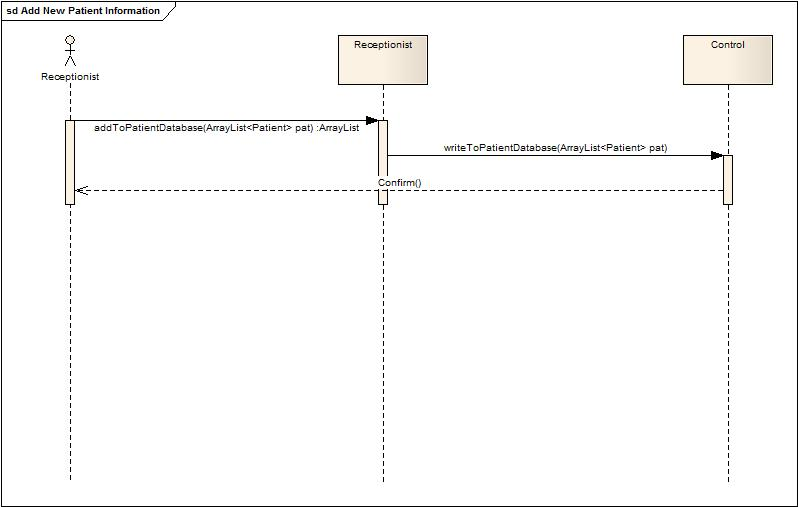 sd Add New Patient Information
Receptionist
Receptionist
Control
addToPatientDatabase(ArrayList<Patient> pat) :ArrayList
writeToPatientDatabase(ArrayList<Patient> pat)
Confirm()